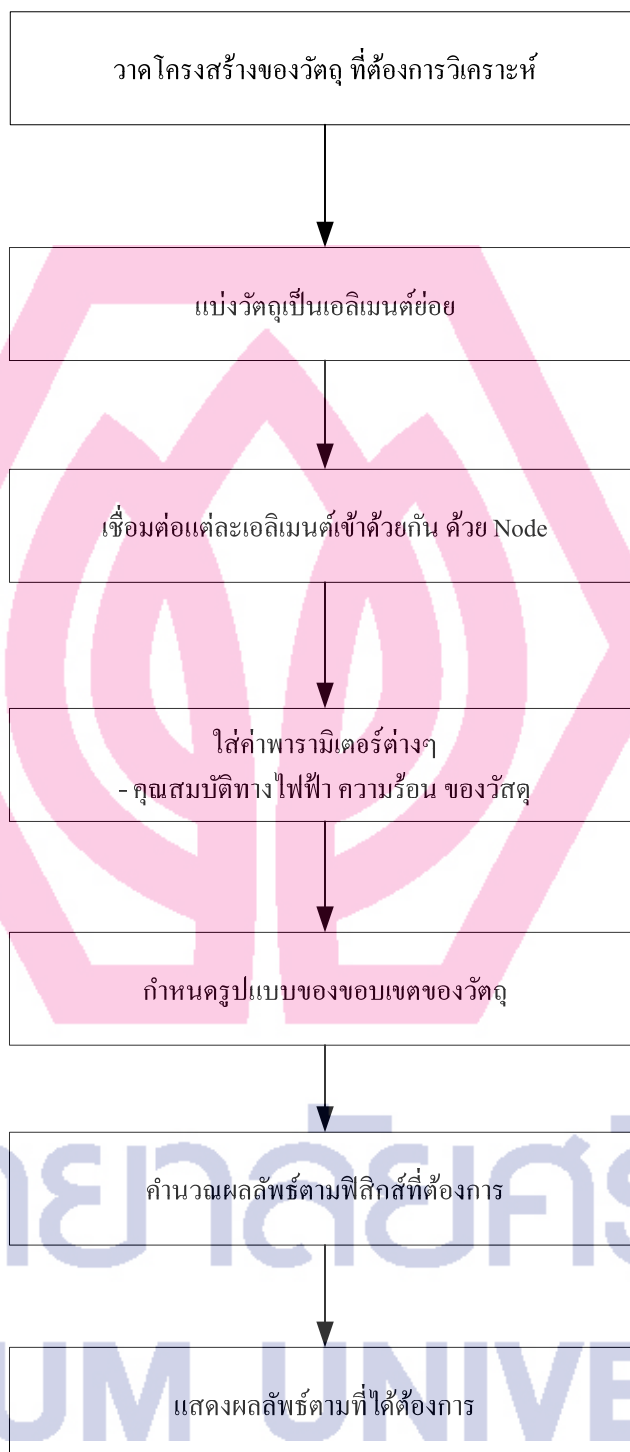 วาดโครงสร้างของวัตถุ ที่ต้องการวิเคราะห์
แบ่งวัตถุเป็นเอลิเมนต์ย่อย
เชื่อมต่อแต่ละเอลิเมนต์เข้าด้วยกัน ด้วย Node
ใส่ค่าพารามิเตอร์ต่างๆ
- คุณสมบัติทางไฟฟ้า ความร้อน ของวัสดุ
กำหนดรูปแบบของขอบเขตของวัตถุ
คำนวณผลลัพธ์ตามฟิสิกส์ที่ต้องการ
แสดงผลลัพธ์ตามที่ได้ต้องการ